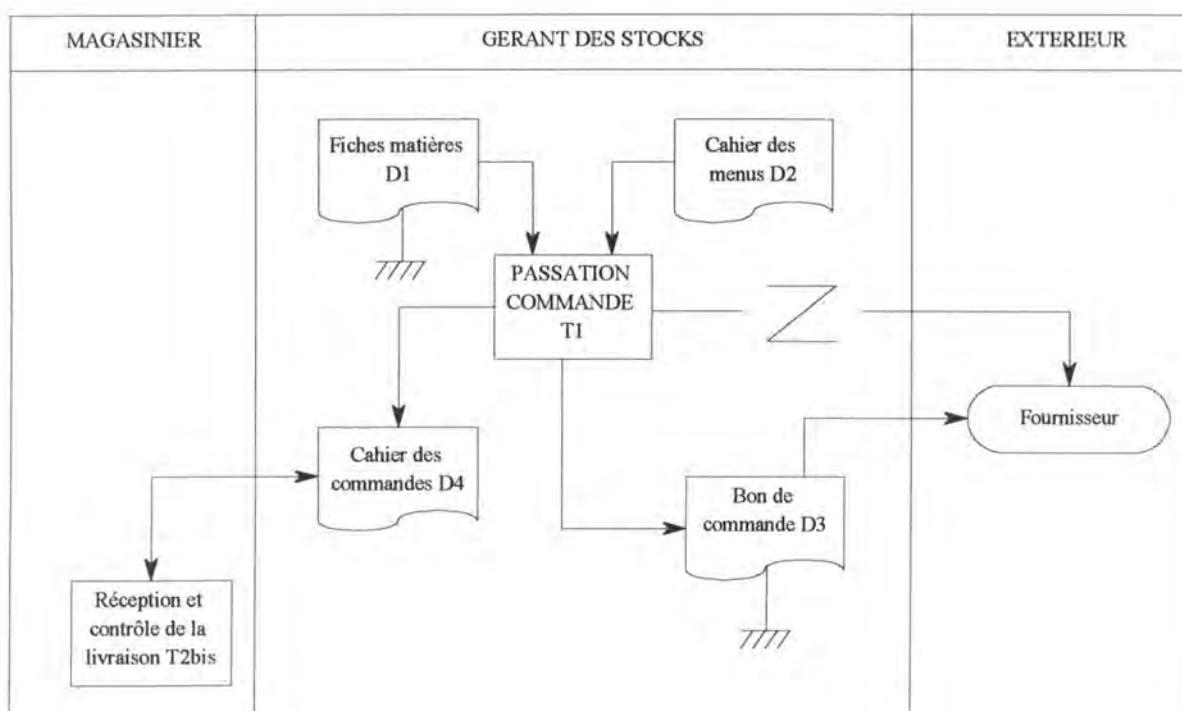 MAGASINIER
GERANT DES STOCKS
EXTERIEUR
Fiches matières
D1
Cahier des
menus D2
PASSATION
COMMANDE
T1
Fournisseur
Cahier des
commandes D4
Bon de
commande D3
Réception et
contrôle de la
livraison T2bis